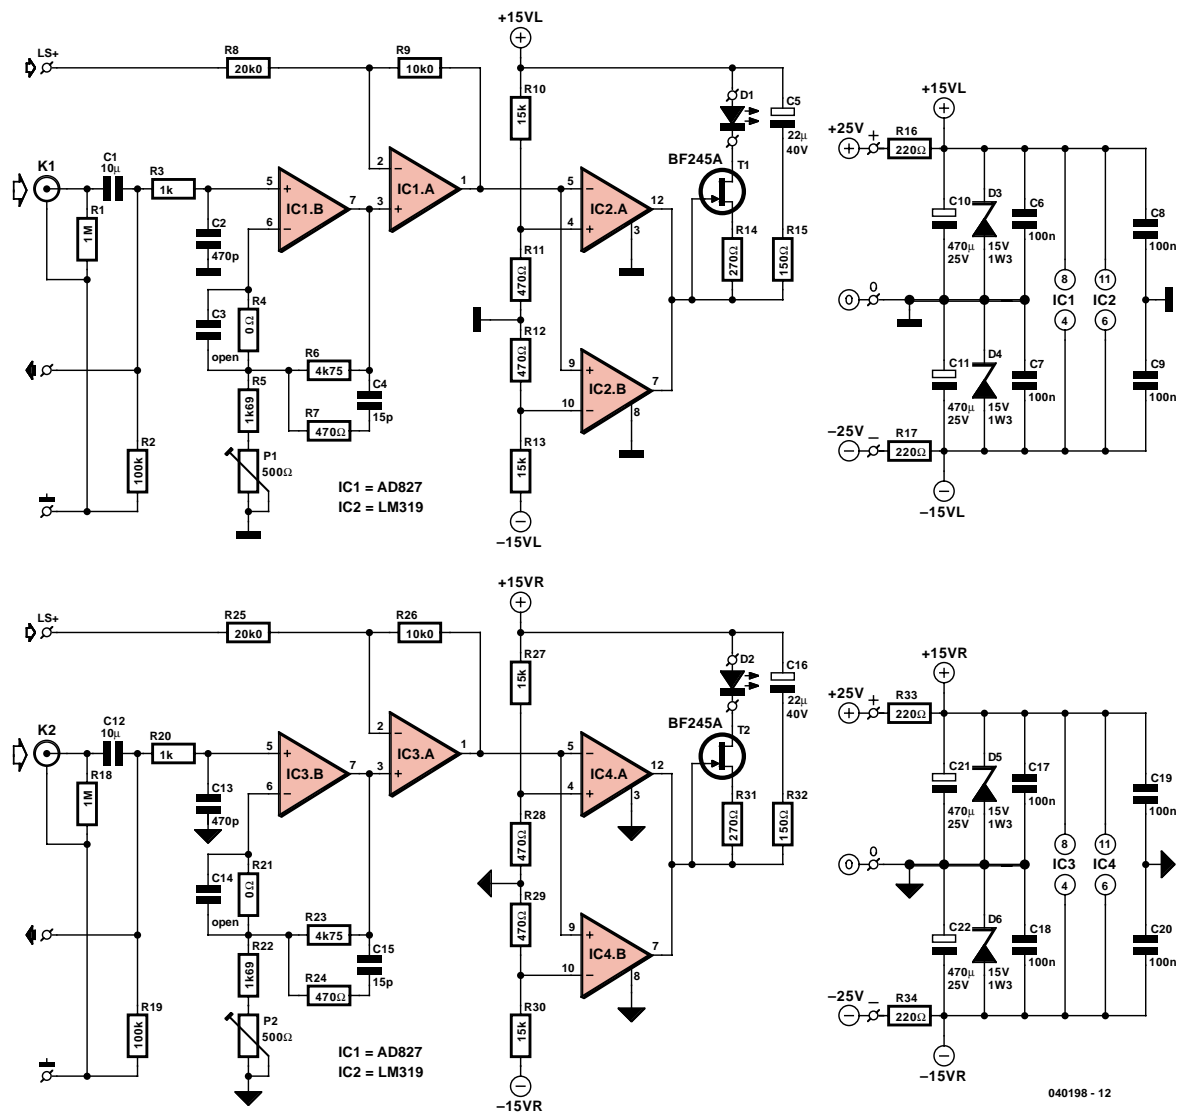 +15VL
LS+
R8
20k0
R9
10k0
R10
15k
D1
C5
22µ
40V
BF245A
T1
K1
C1
10µ
R3
1k
R1
1M
C2
470p
5
+
6
−
IC1.B
7
2
−
3
+
IC1.A
1
5
−
4
+
IC2.A
12
3
R11
470Ω
R14
270Ω
R15
150Ω
C3
open
R4
0Ω
R12
470Ω
R6
4k75
R5
1k69
R7
470Ω
C4
15p
9
+
10
−
IC2.B
7
8
R2
100k
P1
500Ω
R13
15k
IC1 = AD827
IC2 = LM319
−15VL
+15VL
+25V
+
R16
220Ω
C10
470µ
25V
D3
15V
1W3
C6
100n
C8
100n
0
0
8
IC1
4
11
IC2
6
C11
470µ
25V
D4
15V
1W3
C7
100n
C9
100n
−25V
−
R17
220Ω
−15VL
+15VR
LS+
R25
20k0
R26
10k0
R27
15k
D2
C16
22µ
40V
BF245A
T2
K2
C12
10µ
R20
1k
R18
1M
C13
470p
5
+
6
−
IC3.B
7
2
−
3
+
IC3.A
1
5
−
4
+
IC4.A
12
3
R28
470Ω
R31
270Ω
R32
150Ω
C14
open
R21
0Ω
R29
470Ω
R23
4k75
R22
1k69
R24
470Ω
C15
15p
9
+
10
−
IC4.B
7
8
R19
100k
P2
500Ω
R30
15k
IC1 = AD827
IC2 = LM319
−15VR
+15VR
+25V
+
R33
220Ω
C21
470µ
25V
D5
15V
1W3
C17
100n
C19
100n
0
0
8
IC3
4
11
IC4
6
C22
470µ
25V
D6
15V
1W3
C18
100n
C20
100n
−25V
−
R34
220Ω
−15VR
040198 - 12